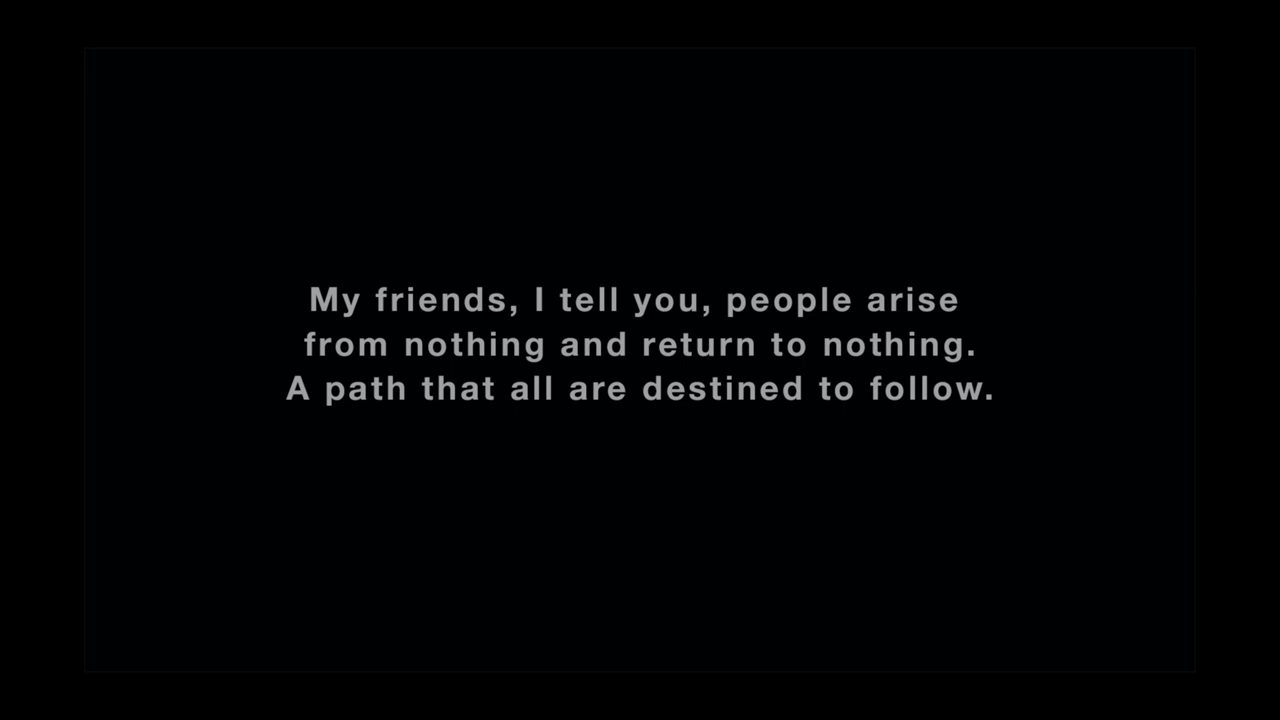 My friends, I tell you, people arise
from nothing and return to nothing.
A path that all are destined to follow.